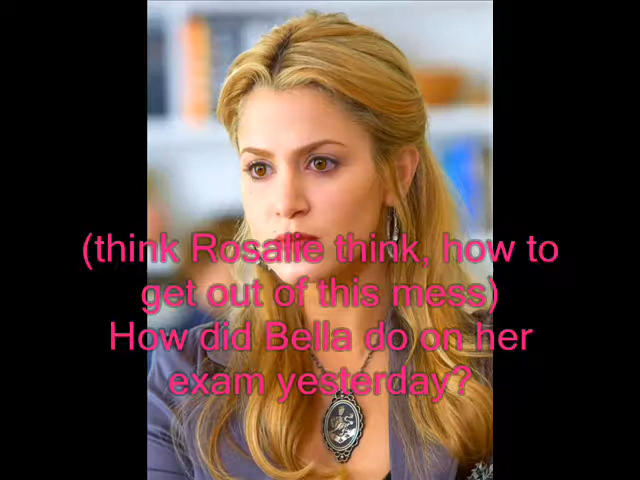 (think Rosalie think, how to
get out of this mess)
How did Bella do on her
exam yesterday?